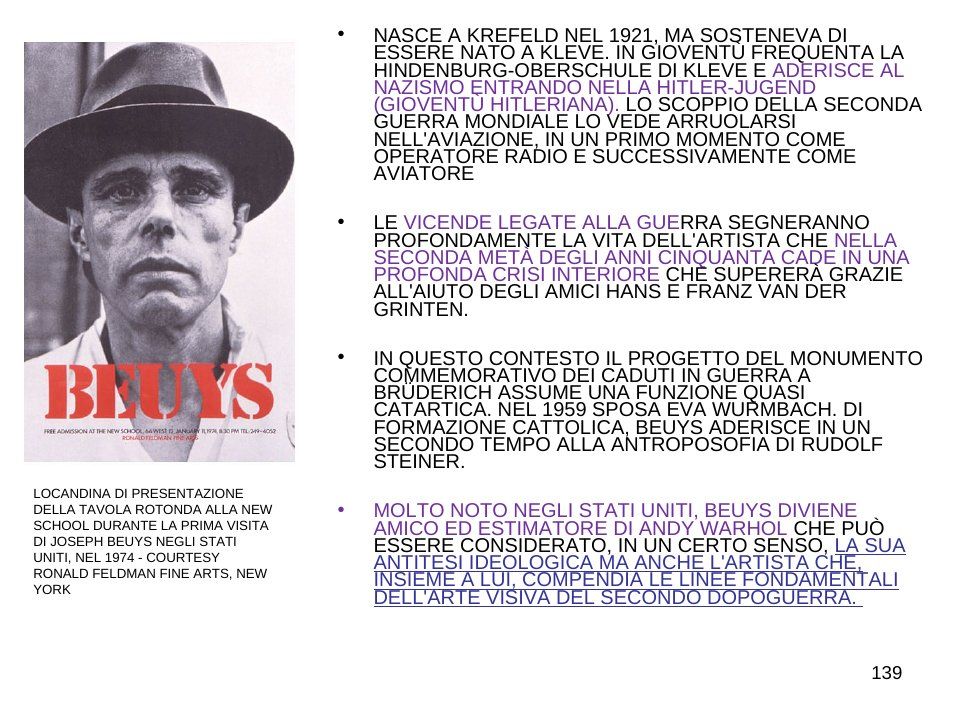 • NASCE A KREFELD NEL 1921, MA SOSTENEVA DI
ESSERE NATO A KLEVE. IN GIOVENTÙ FREQUENTA LA
HINDENBURG-OBERSCHULE DI KLEVE E ADERISCE AL
NAZISMO ENTRANDO NELLA HITLER-JUGEND
(GIOVENTÙ HITLERIANA). LO SCOPPIO DELLA SECONDA
GUERRA MONDIALE LO VEDE ARRUOLARSI
NELL'AVIAZIONE, IN UN PRIMO MOMENTO COME
OPERATORE RADIO E SUCCESSIVAMENTE COME
AVIATORE
• LE VICENDE LEGATE ALLA GUERRA SEGNERANNO
PROFONDAMENTE LA VITA DELL'ARTISTA CHE NELLA
SECONDA METÀ DEGLI ANNI CINQUANTA CADE IN UNA
PROFONDA CRISI INTERIORE CHE SUPERERÀ GRAZIE
ALL'AIUTO DEGLI AMICI HANS E FRANZ VAN DER
GRINTEN.
• IN QUESTO CONTESTO IL PROGETTO DEL MONUMENTO
COMMEMORATIVO DEI CADUTI IN GUERRA A
BRÜDERICH ASSUME UNA FUNZIONE QUASI
CATARTICA. NEL 1959 SPOSA EVA WURMBACH. DI
FORMAZIONE CATTOLICA, BEUYS ADERISCE IN UN
SECONDO TEMPO ALLA ANTROPOSOFIA DI RUDOLF
STEINER.
• MOLTO NOTO NEGLI STATI UNITI, BEUYS DIVIENE
AMICO ED ESTIMATORE DI ANDY WARHOL CHE PUÒ
ESSERE CONSIDERATO, IN UN CERTO SENSO, LA SUA
ANTITESI IDEOLOGICA MA ANCHE L'ARTISTA CHE,
INSIEME A LUI, COMPENDIA LE LINEE FONDAMENTALI
DELL'ARTE VISIVA DEL SECONDO DOPOGUERRA.
BEUYS
FREE ADMISSION AT THE NEW SCHOOL, 66 WEST 12, JANUARY 11, 1974, 8:30 PM TEL: 249-4052
RONALD FELDMAN FINE ARTS
LOCANDINA DI PRESENTAZIONE
DELLA TAVOLA ROTONDA ALLA NEW
SCHOOL DURANTE LA PRIMA VISITA
DI JOSEPH BEUYS NEGLI STATI
UNITI, NEL 1974 - COURTESY
RONALD FELDMAN FINE ARTS, NEW
YORK
139